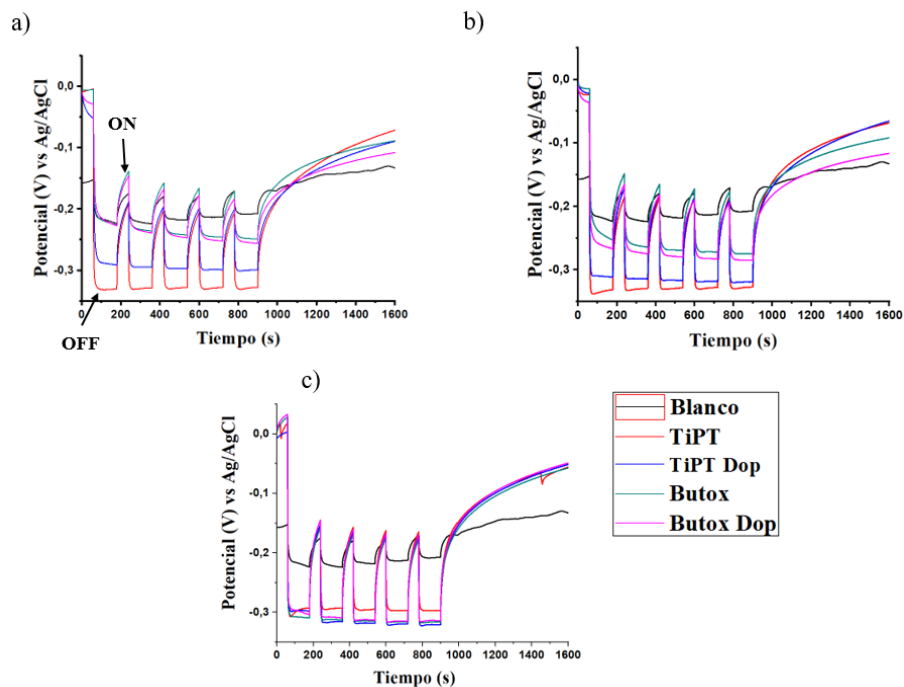 a)
Potencial (V) vs Ag/AgCl
0,0
-0,1
-0,2
-0,3
ON
OFF
0 200 400 600 800 1000 1200 1400 1600
Tiempo (s)
b)
Potencial (V) vs Ag/AgCl
0,0
-0,1
-0,2
-0,3
0 200 400 600 800 1000 1200 1400 1600
Tiempo (s)
c)
Potencial (V) vs Ag/AgCl
0,0
-0,1
-0,2
-0,3
0 200 400 600 800 1000 1200 1400 1600
Tiempo (s)
Blanco
TiPT
TiPT Dop
Butox
Butox Dop